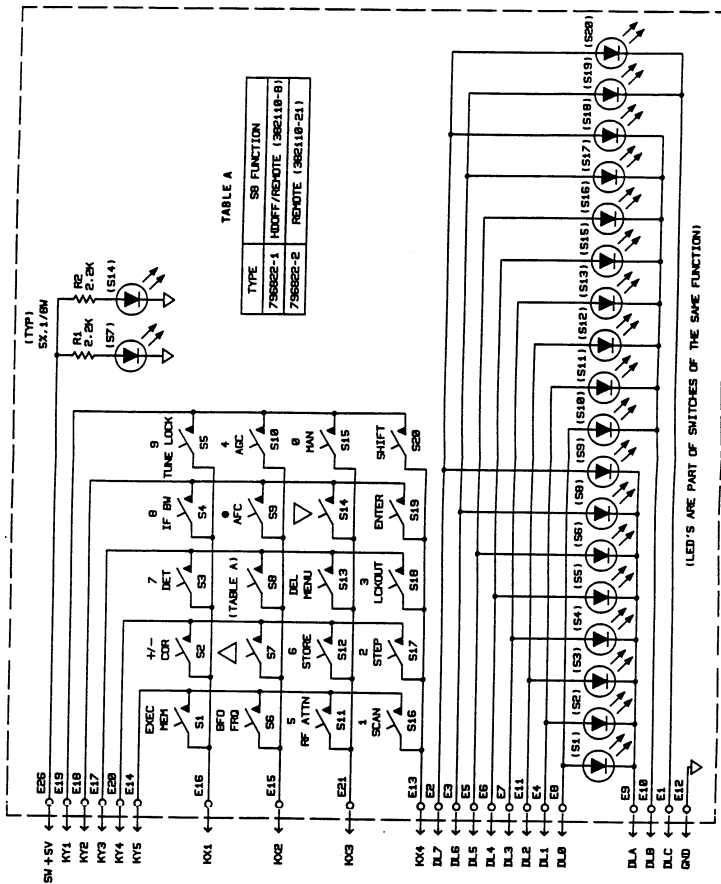 SW +5V E26
KY1 E19
KY2 E18
KY3 E17
KY4 E20
KY5 E14
KX1 E16
KX2 E15
KX3 E21
KX4 E13
DL7 E2
DL6 E3
DL5 E5
DL4 E6
DL3 E7
DL2 E11
DL1 E4
DL0 E8
DLA E9
DLB E10
DLC E1
GND E12
(TYP)
5%,1/8W
R1
2.2K
(S7)
R2
2.2K
(S14)
TABLE A
TYPE S8 FUNCTION
796822-1 HDOFF/REMOTE (382110-8)
796822-2 REMOTE (382110-21)
EXEC
MEM
S1
+/-
COR
S2
7
DET
S3
8
IF BW
S4
9
TUNE LOCK
S5
BFO
FRQ
S6
S7
(TABLE A)
S8
AFC
S9
4
AGC
S10
5
RF ATTN
S11
6
STORE
S12
DEL
MENU
S13
S14
0
MAN
S15
1
SCAN
S16
2
STEP
S17
3
LCKOUT
S18
ENTER
S19
SHIFT
S20
(S1)
(S2)
(S3)
(S4)
(S5)
(S6)
(S8)
(S9)
(S10)
(S11)
(S12)
(S13)
(S15)
(S16)
(S17)
(S18)
(S19)
(S20)
(LED'S ARE PART OF SWITCHES OF THE SAME FUNCTION)